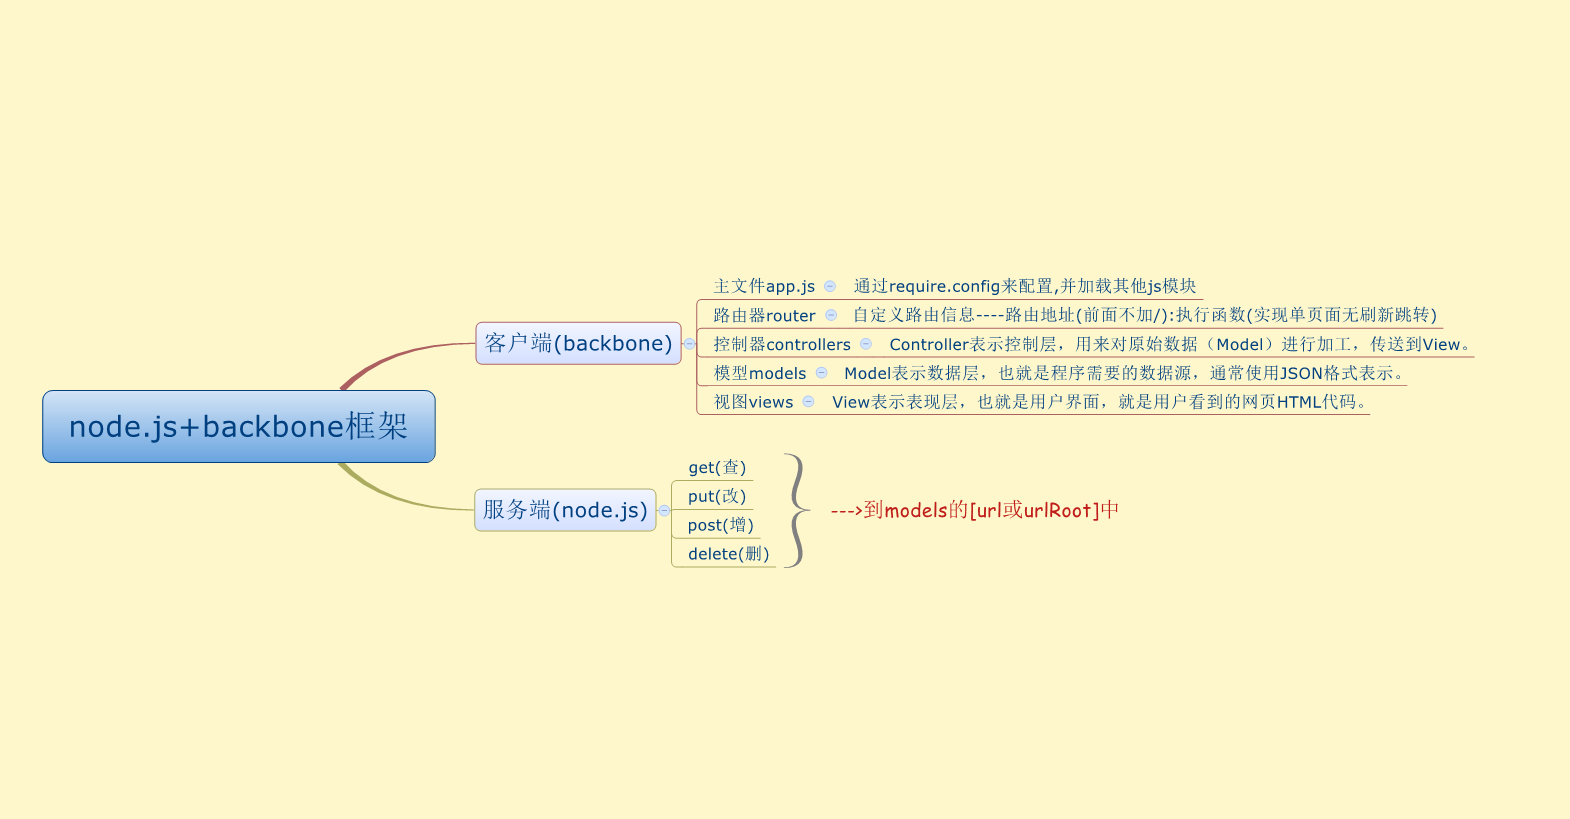 node.js+backbone框架
客户端(backbone)
主文件app.js 通过require.config来配置,并加载其他js模块
路由器router 自定义路由信息----路由地址(前面不加/):执行函数(实现单页面无刷新跳转)
控制器controllers Controller表示控制层，用来对原始数据（Model）进行加工，传送到View。
模型models Model表示数据层，也就是程序需要的数据源，通常使用JSON格式表示。
视图views View表示表现层，也就是用户界面，就是用户看到的网页HTML代码。
服务端(node.js)
get(查)
put(改)
post(增)
delete(删)
--->到models的[url或urlRoot]中